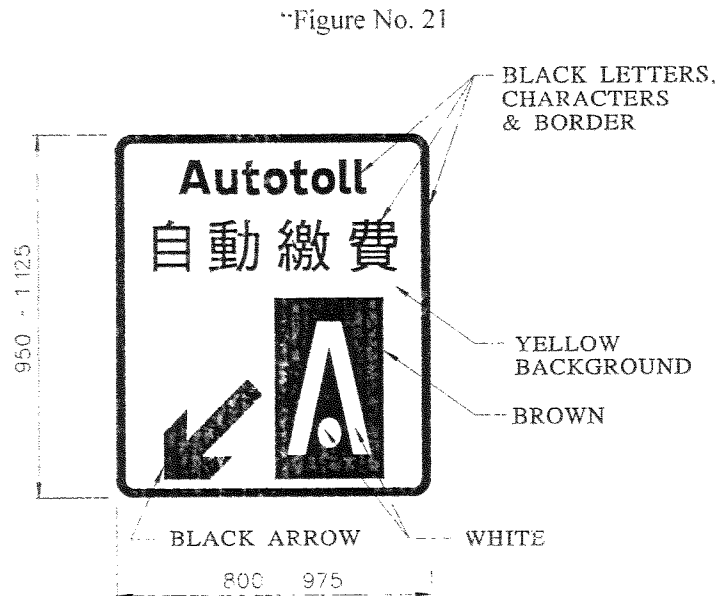 “Figure No. 21
BLACK LETTERS,
CHARACTERS
& BORDER
Autotoll
自動繳費
950 - 1125
YELLOW
BACKGROUND
BROWN
BLACK ARROW
WHITE
800 975